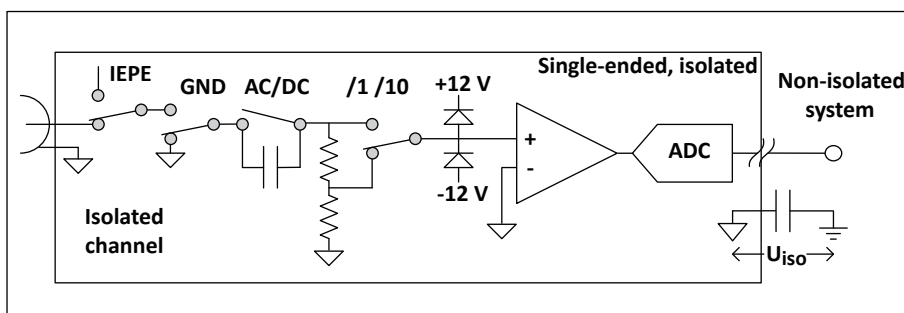 IEPE
GND
AC/DC
/1 /10
+12 V
-12 V
Single-ended, isolated
Non-isolated
system
+
-
ADC
Isolated
channel
Uiso